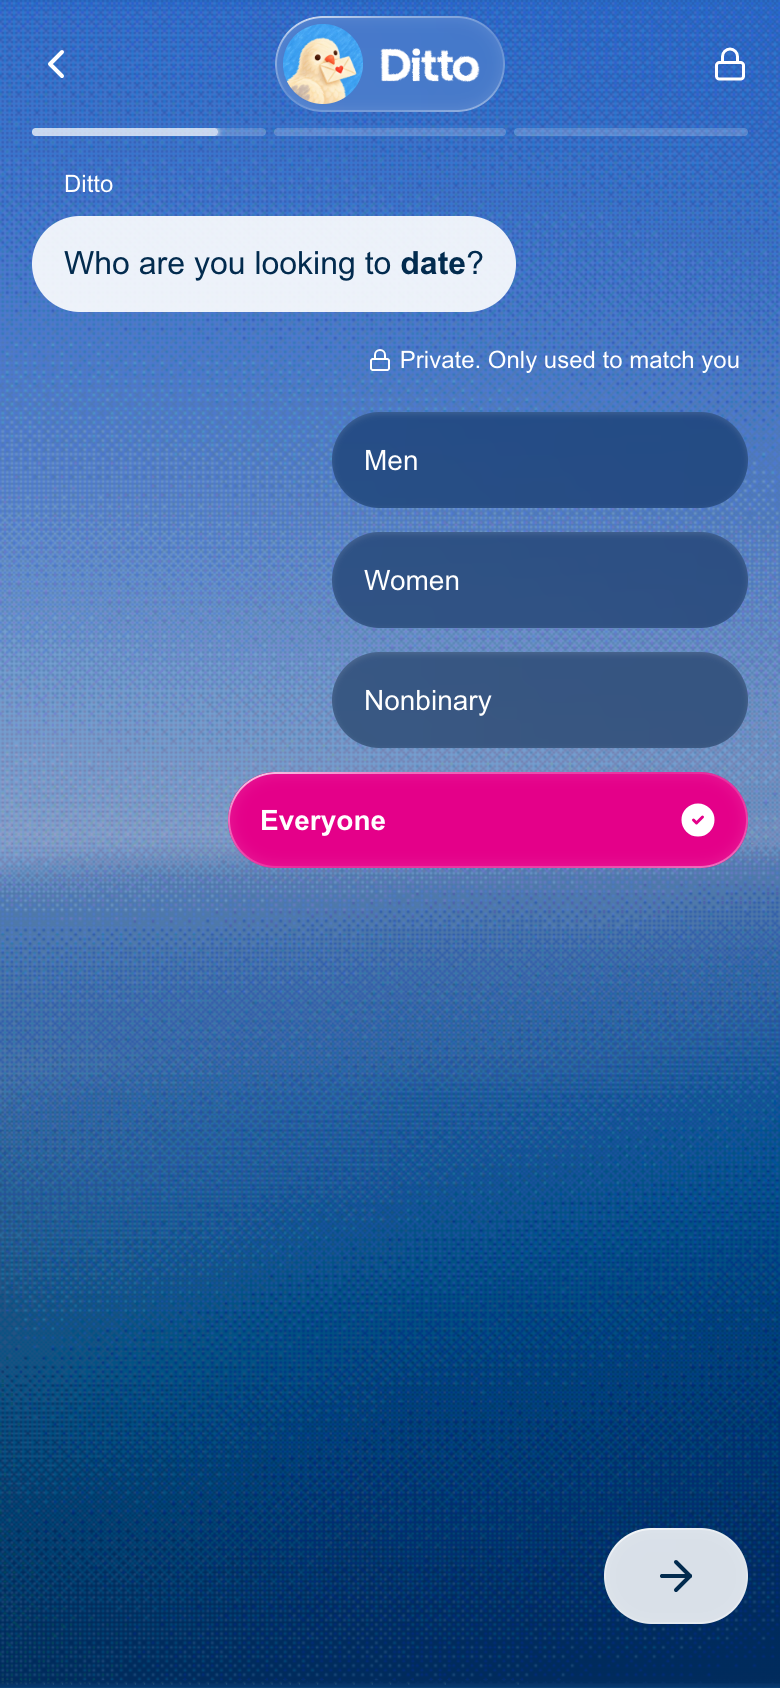 Ditto
Ditto
Who are you looking to date?
Private. Only used to match you
Men
Women
Nonbinary
Everyone